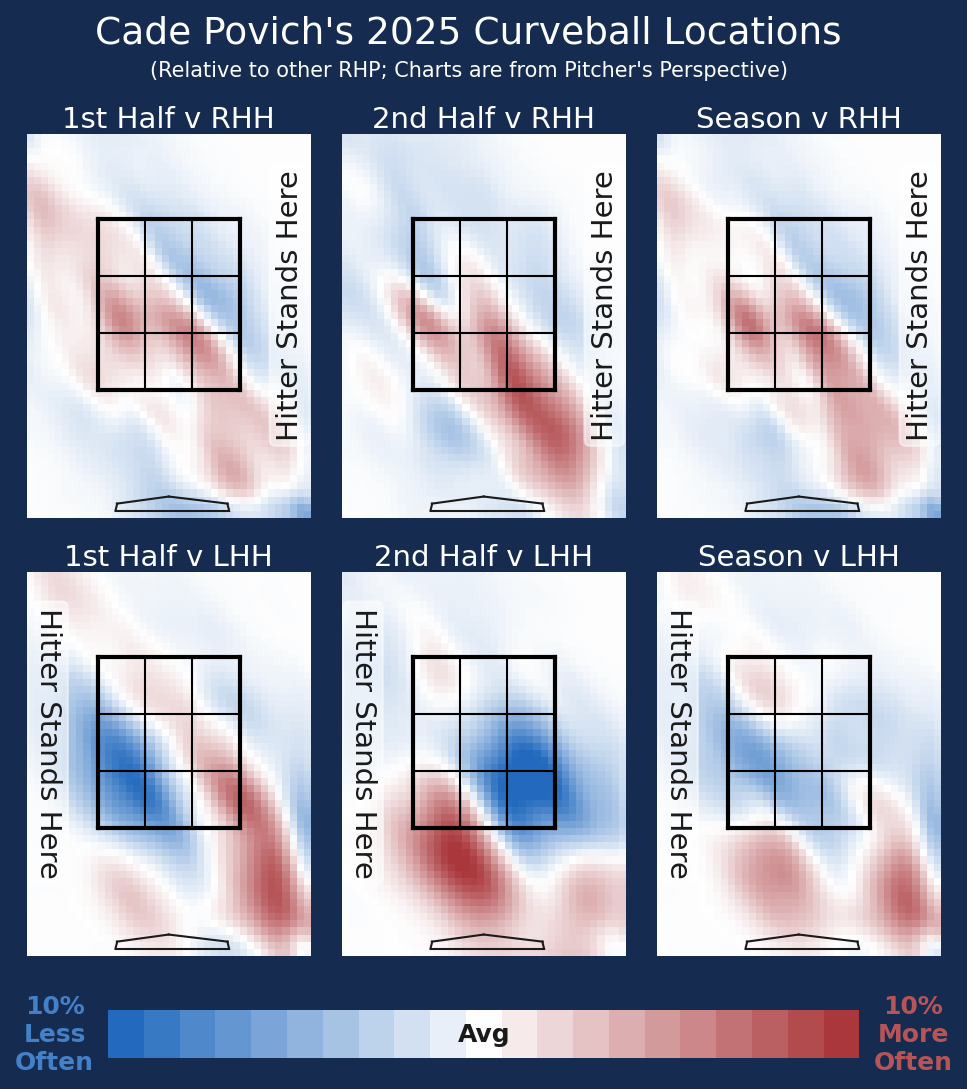 Cade Povich's 2025 Curveball Locations
(Relative to other RHP; Charts are from Pitcher's Perspective)
1st Half v RHH
2nd Half v RHH
Season v RHH
Hitter Stands Here
Hitter Stands Here
Hitter Stands Here
1st Half v LHH
2nd Half v LHH
Season v LHH
Hitter Stands Here
Hitter Stands Here
Hitter Stands Here
10%
Less
Often
Avg
10%
More
Often